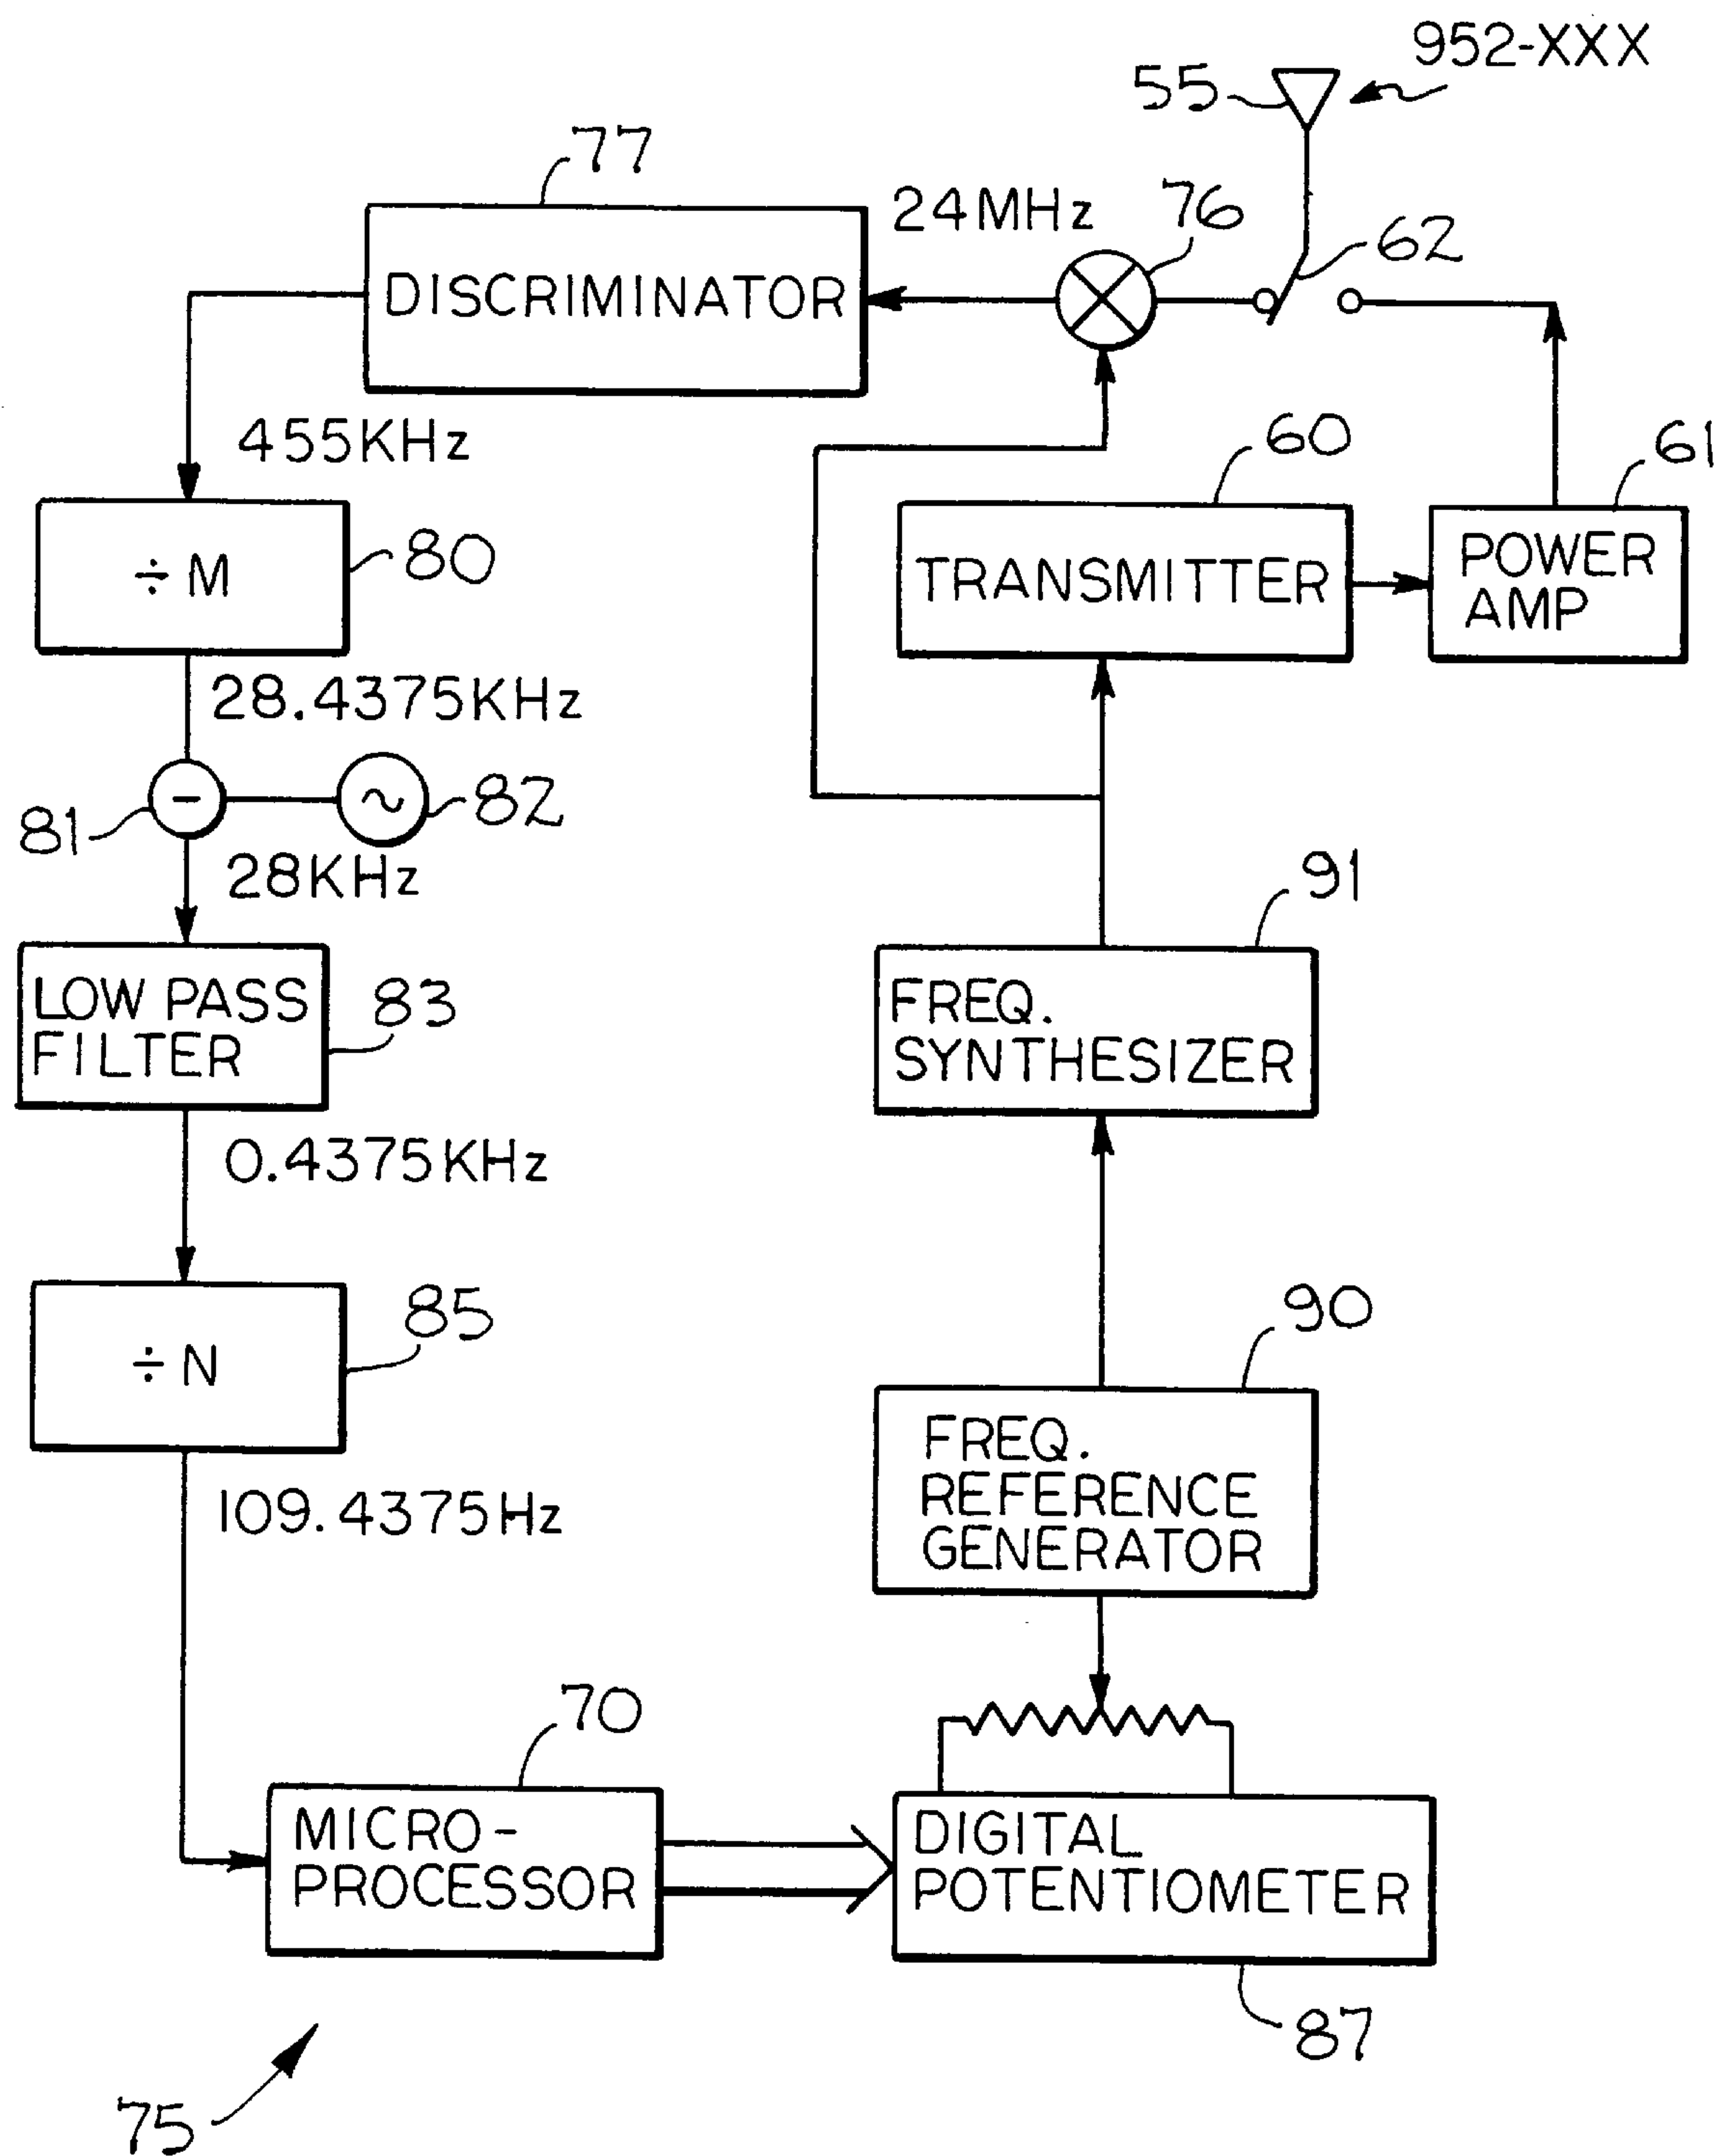 952-XXX
55
77
24MHz
76
62
DISCRIMINATOR
455KHz
60
61
÷ M
80
TRANSMITTER
POWER
AMP
28.4375KHz
81
−
~
82
28KHz
91
LOW PASS
FILTER
83
FREQ.
SYNTHESIZER
0.4375KHz
÷ N
85
90
109.4375Hz
FREQ.
REFERENCE
GENERATOR
70
MICRO-
PROCESSOR
DIGITAL
POTENTIOMETER
87
75